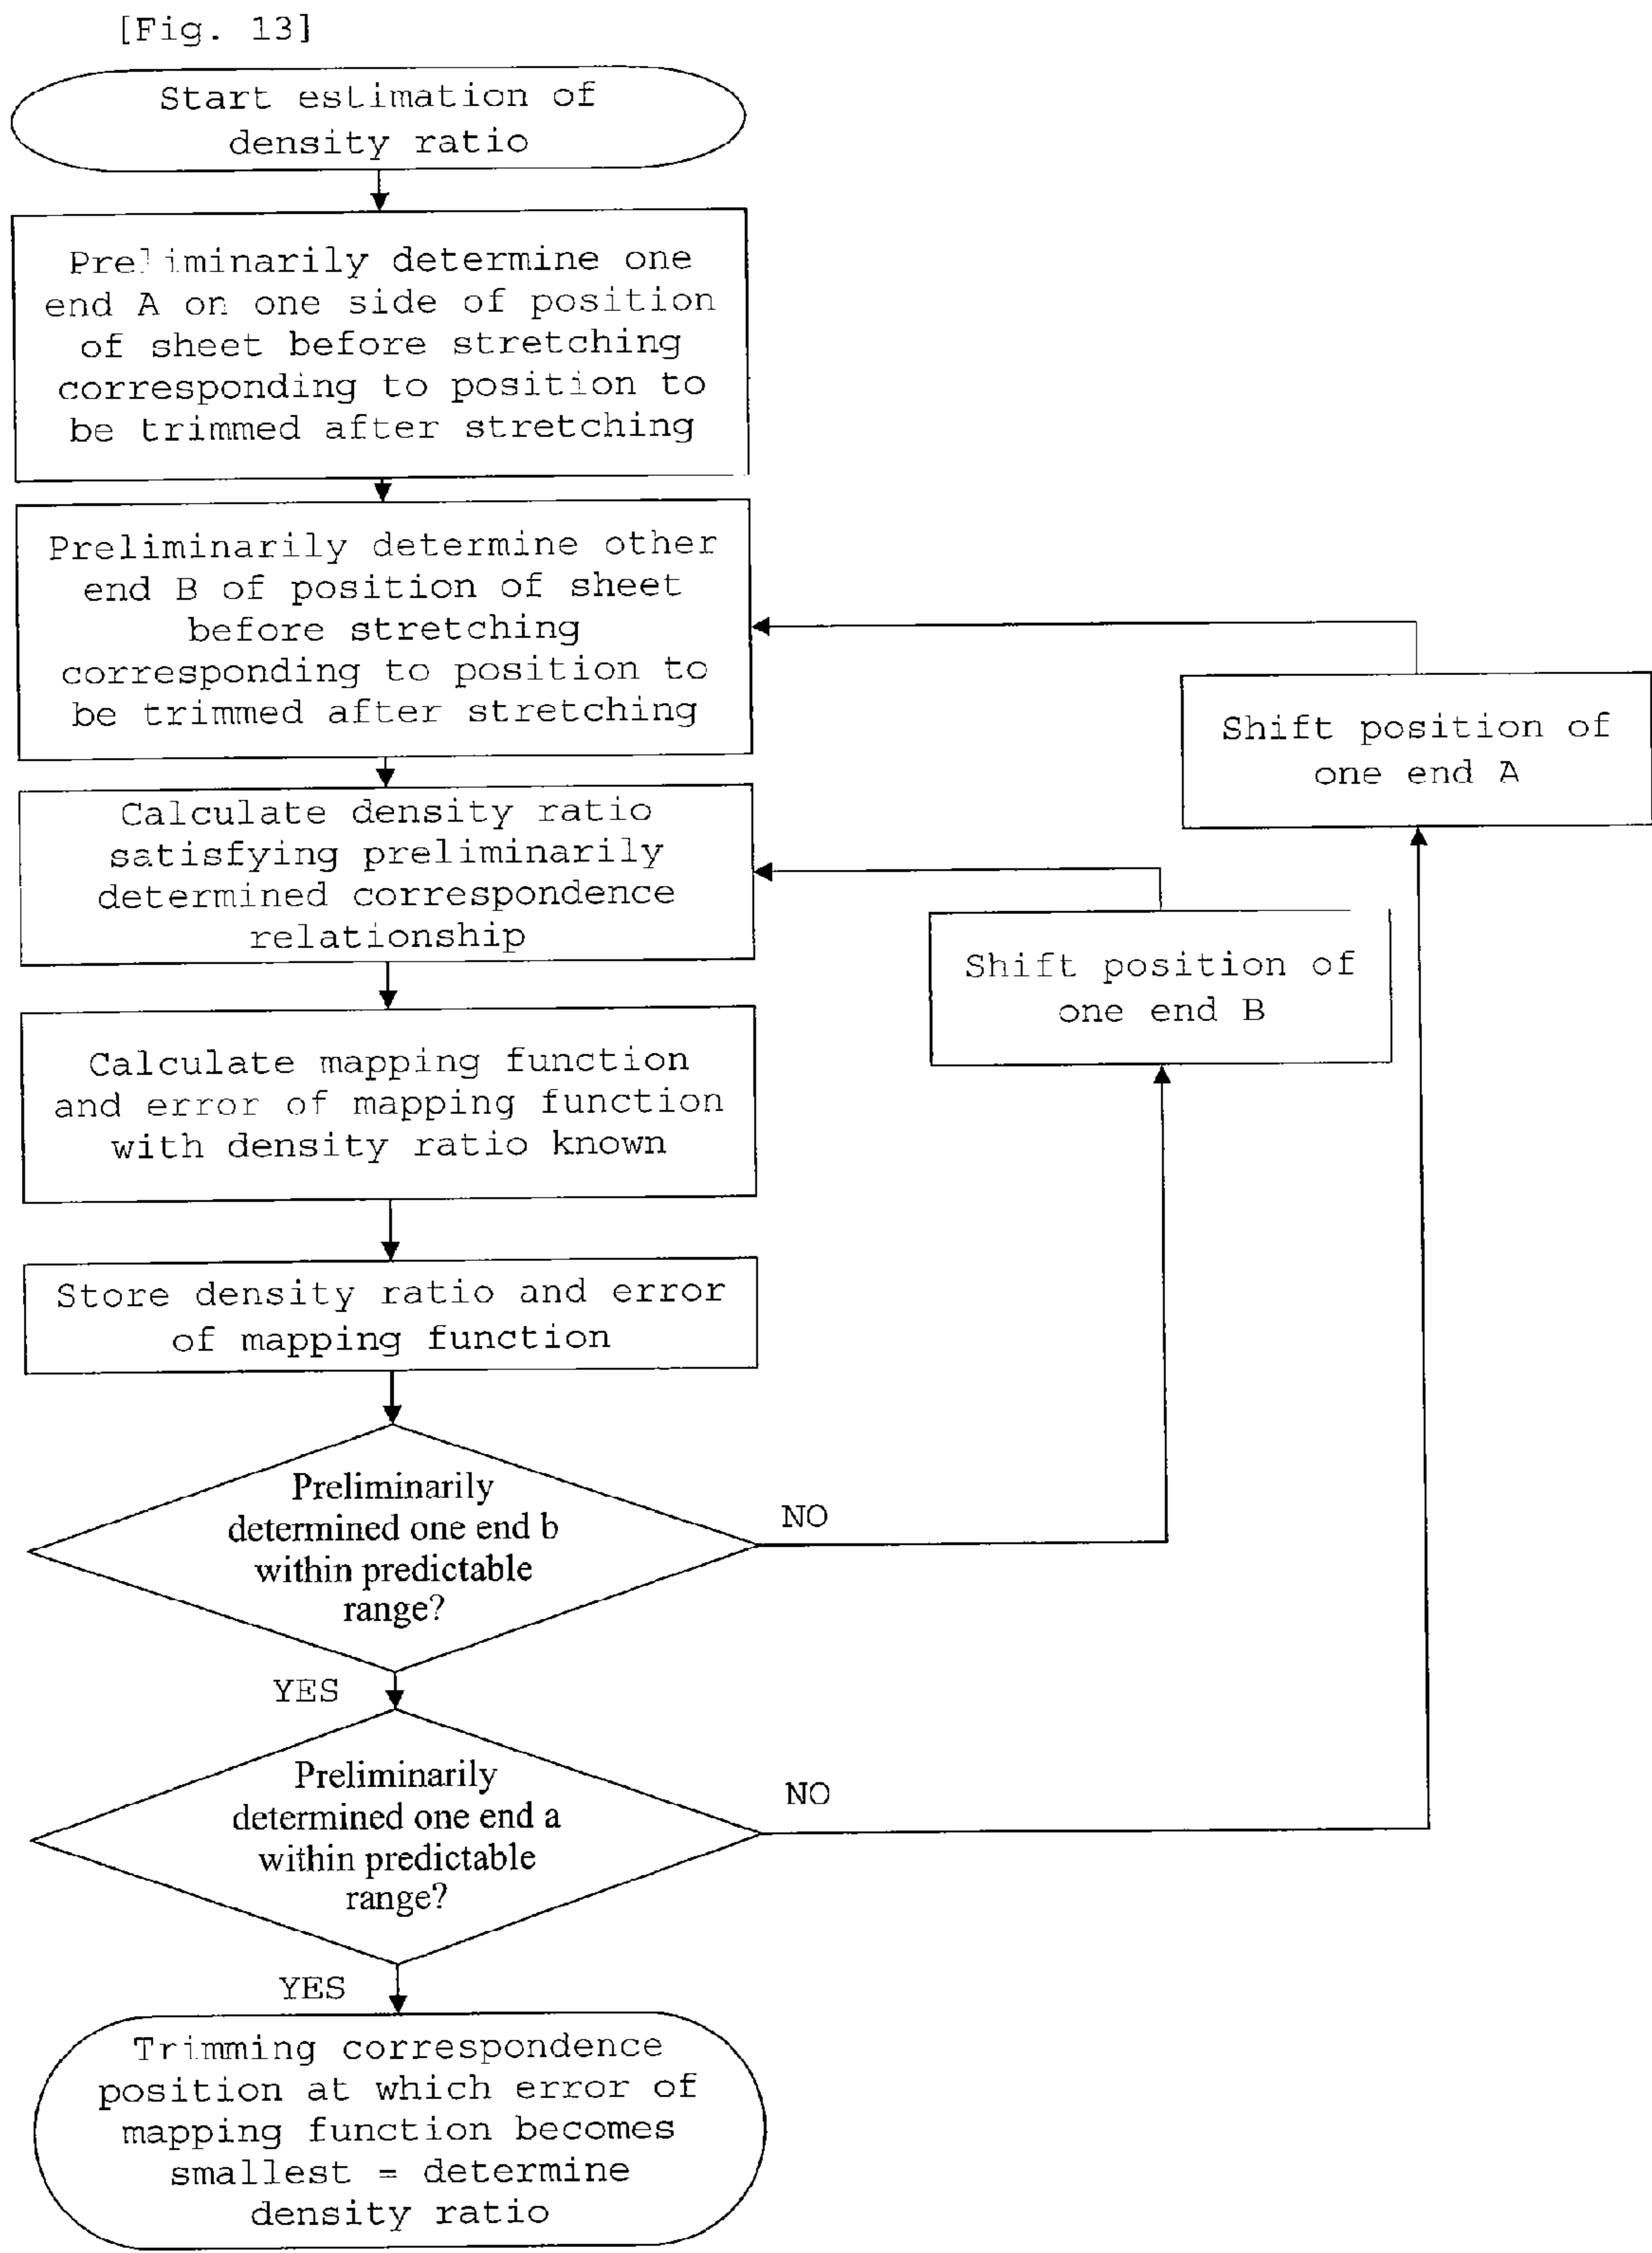 [Fig. 13]
Start estimation of
density ratio
Preliminarily determine one
end A on one side of position
of sheet before stretching
corresponding to position to
be trimmed after stretching
Preliminarily determine other
end B of position of sheet
before stretching
corresponding to position to
be trimmed after stretching
Shift position of
one end A
Calculate density ratio
satisfying preliminarily
determined correspondence
relationship
Shift position of
one end B
Calculate mapping function
and error of mapping function
with density ratio known
Store density ratio and error
of mapping function
Preliminarily
determined one end b
within predictable
range?
NO
YES
Preliminarily
determined one end a
within predictable
range?
NO
YES
Trimming correspondence
position at which error of
mapping function becomes
smallest = determine
density ratio